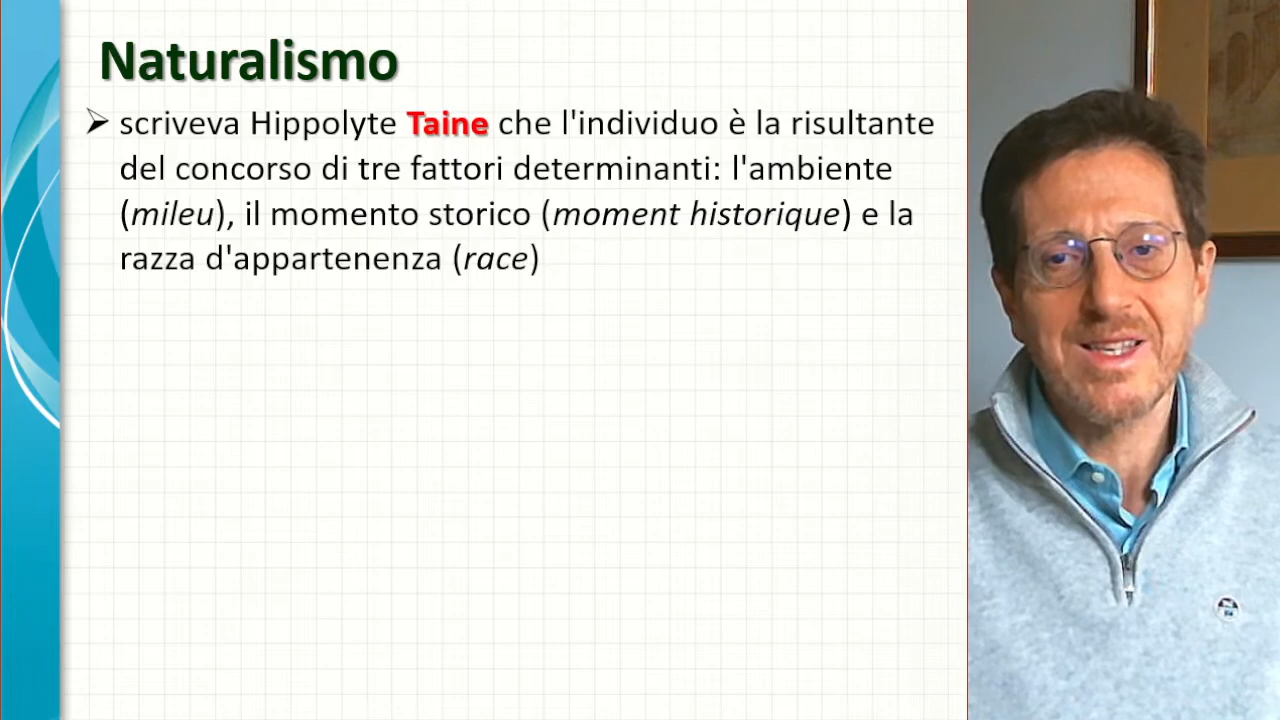 Naturalismo
scriveva Hippolyte Taine che l'individuo è la risultante
del concorso di tre fattori determinanti: l'ambiente
(mileu), il momento storico (moment historique) e la
razza d'appartenenza (race)